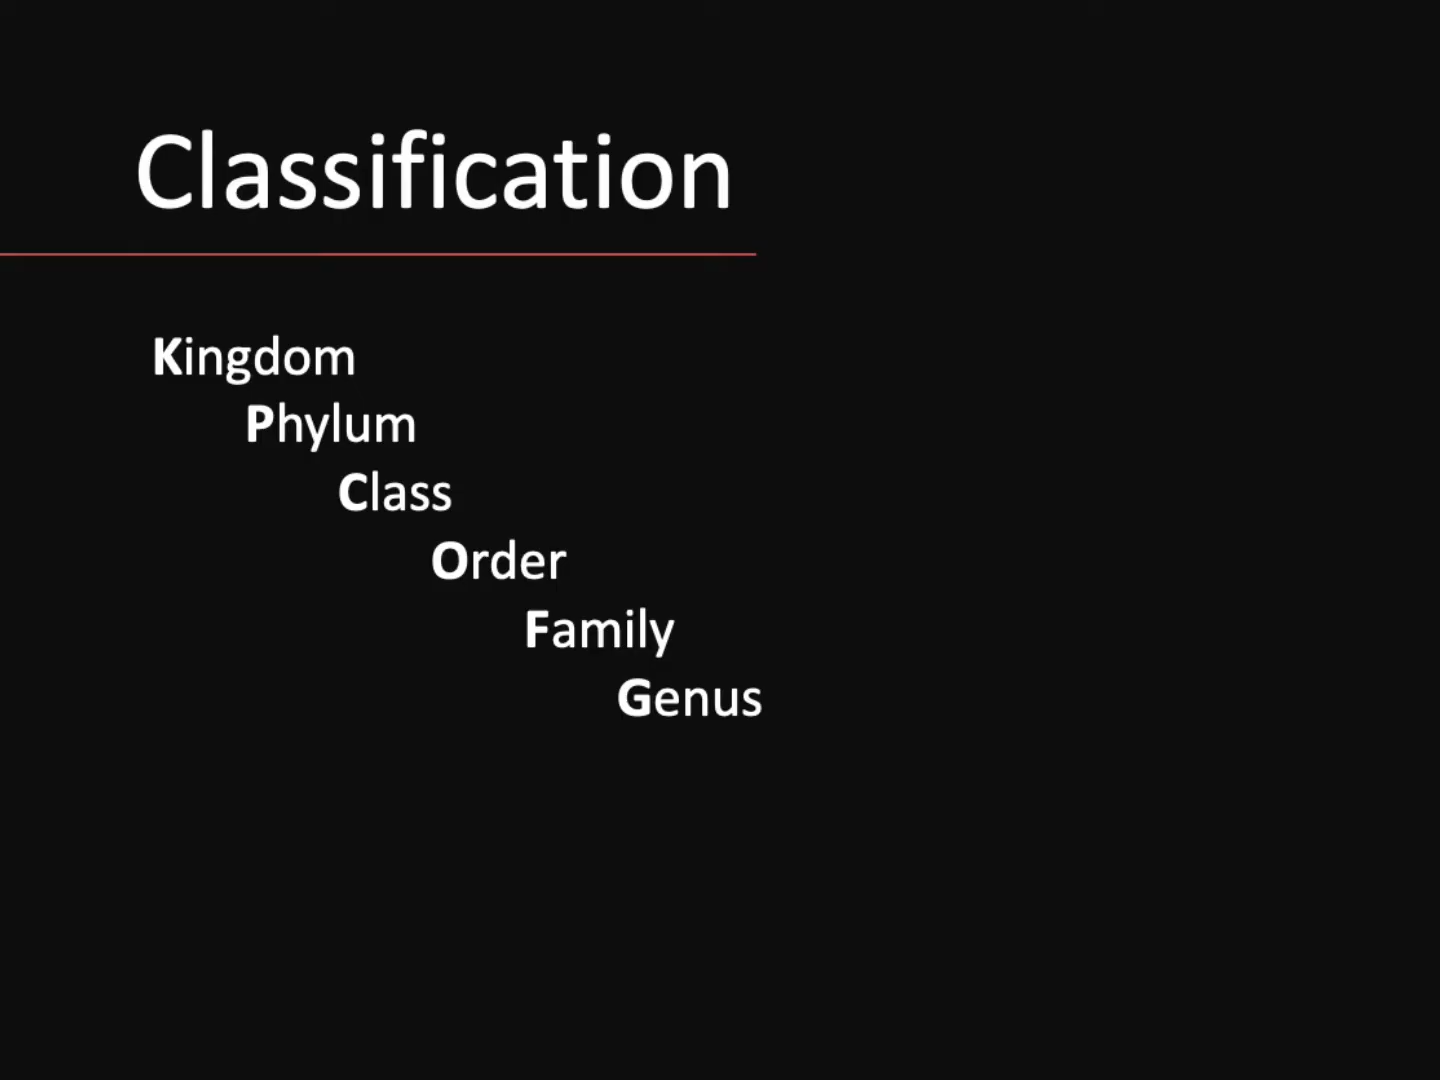 Classification
Kingdom
Phylum
Class
Order
Family
Genus